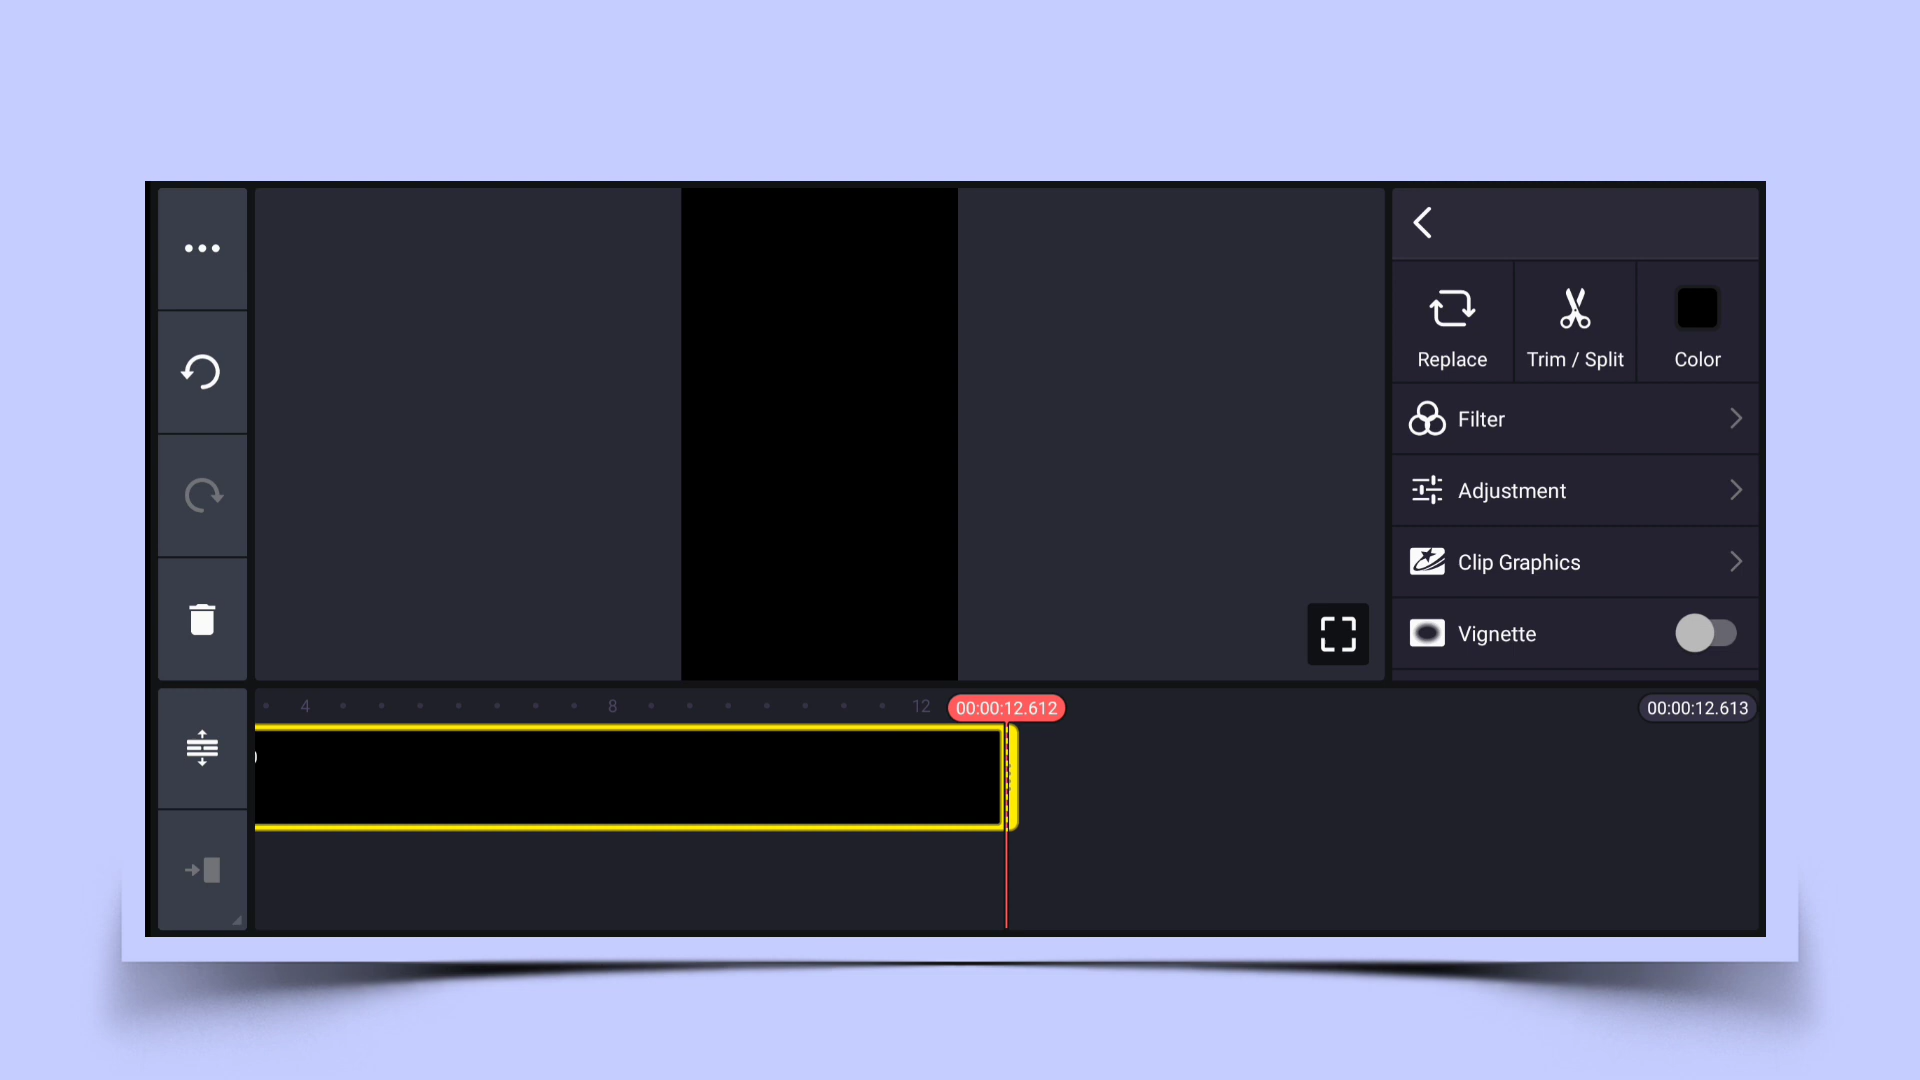 Replace
Trim / Split
Color
Filter
Adjustment
Clip Graphics
Vignette
4
8
12
00:00:12.612
00:00:12.613